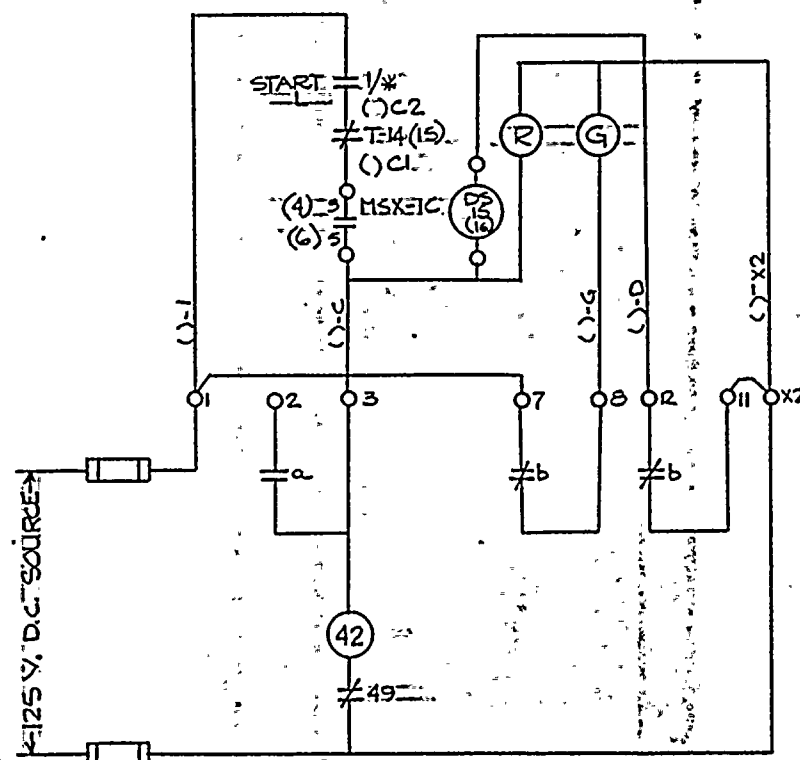 START
1/*
( )C2
T-14(15)
( )C1
(4)-3
MSX-1C
(6) 5
DS
15
(16)
R
G
( )-1
( )-C
( )-G
( )-D
( )-X2
1
2
3
7
8
12
11
X2
a
b
b
125 V. D.C. SOURCE
42
49